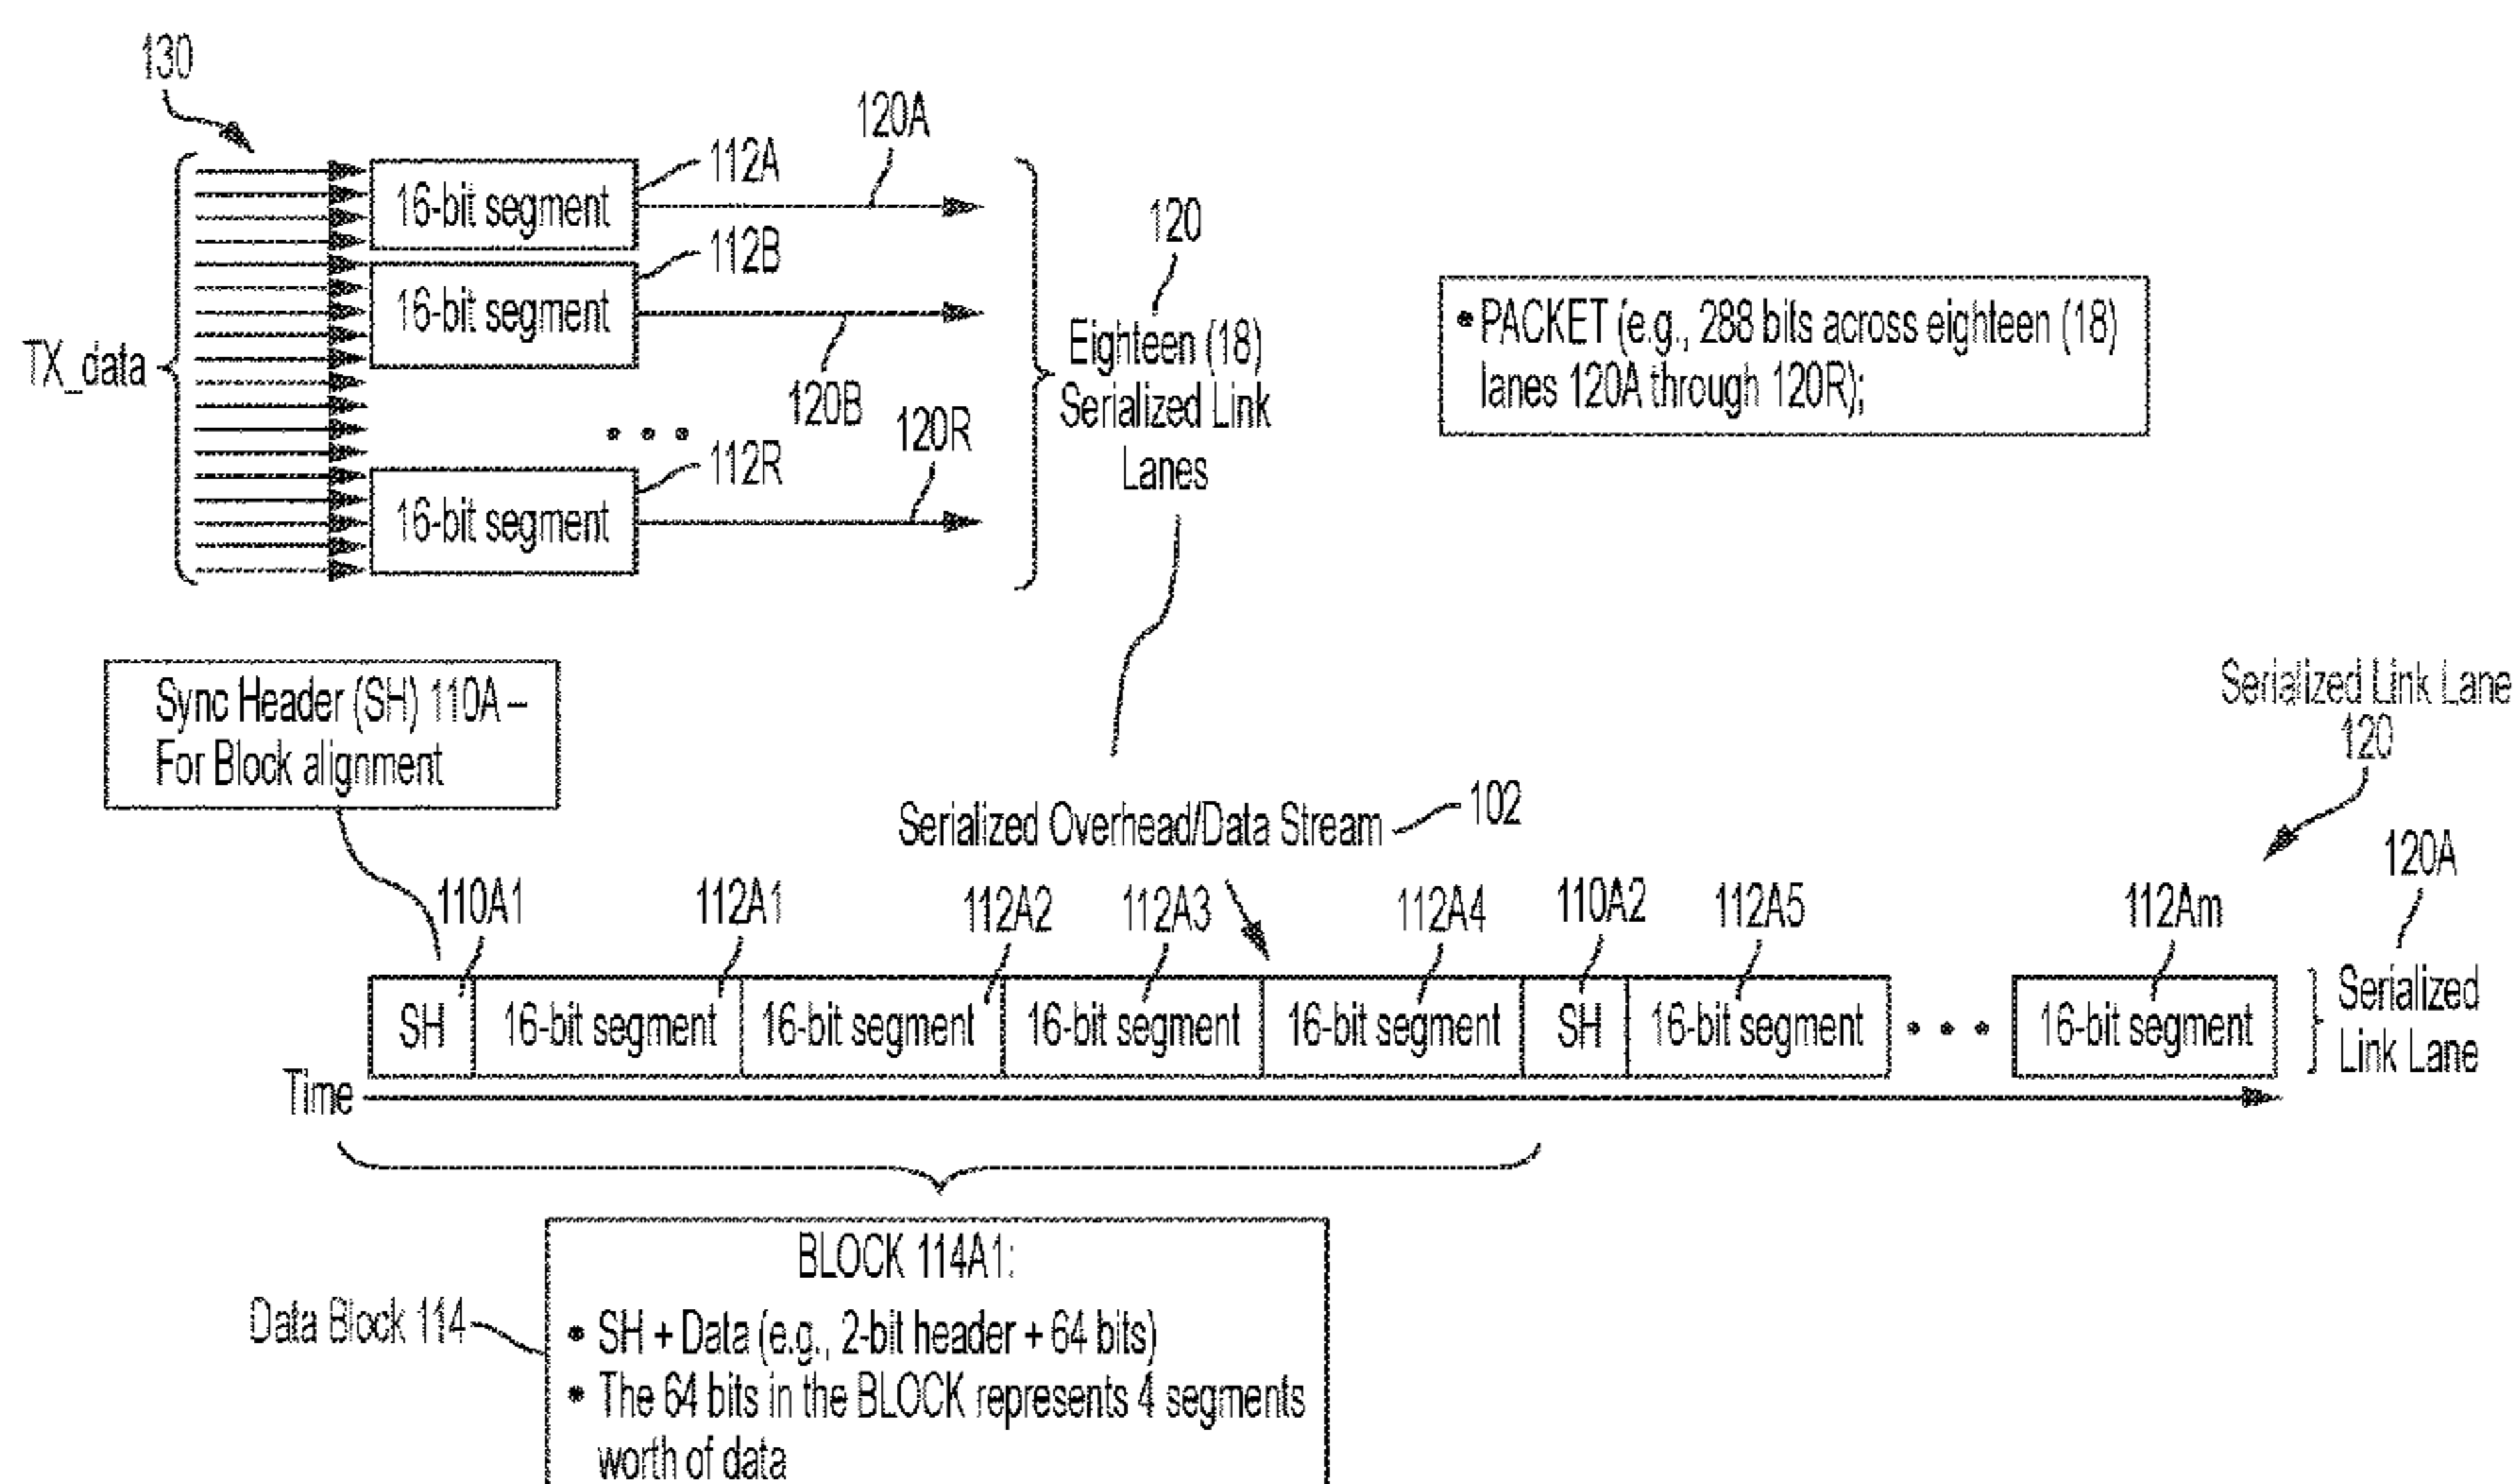 130
120A
112A
16-bit segment
112B
16-bit segment
TX_data
120B
120R
• • •
112R
16-bit segment
120
Eighteen (18)
Serialized Link
Lanes
• PACKET (e.g., 288 bits across eighteen (18)
lanes 120A through 120R);
Sync Header (SH) 110A –
For Block alignment
Serialized Link Lane
120
Serialized Overhead/Data Stream
102
120A
110A1
112A1
112A2
112A3
112A4
110A2
112A5
112Am
SH
16-bit segment
16-bit segment
16-bit segment
16-bit segment
SH
16-bit segment
• • •
16-bit segment
Serialized
Link Lane
Time
BLOCK 114A1:
Data Block 114
• SH + Data (e.g., 2-bit header + 64 bits)
• The 64 bits in the BLOCK represents 4 segments
worth of data